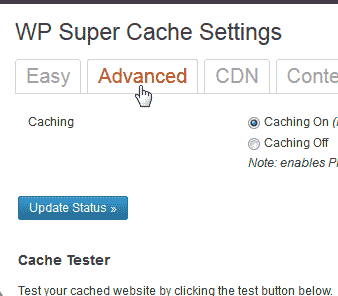 WP Super Cache Settings
Easy Advanced CDN Conte
Caching Caching On (
Caching Off
Note: enables P
Update Status »
Cache Tester
Test your cached website by clicking the test button below.